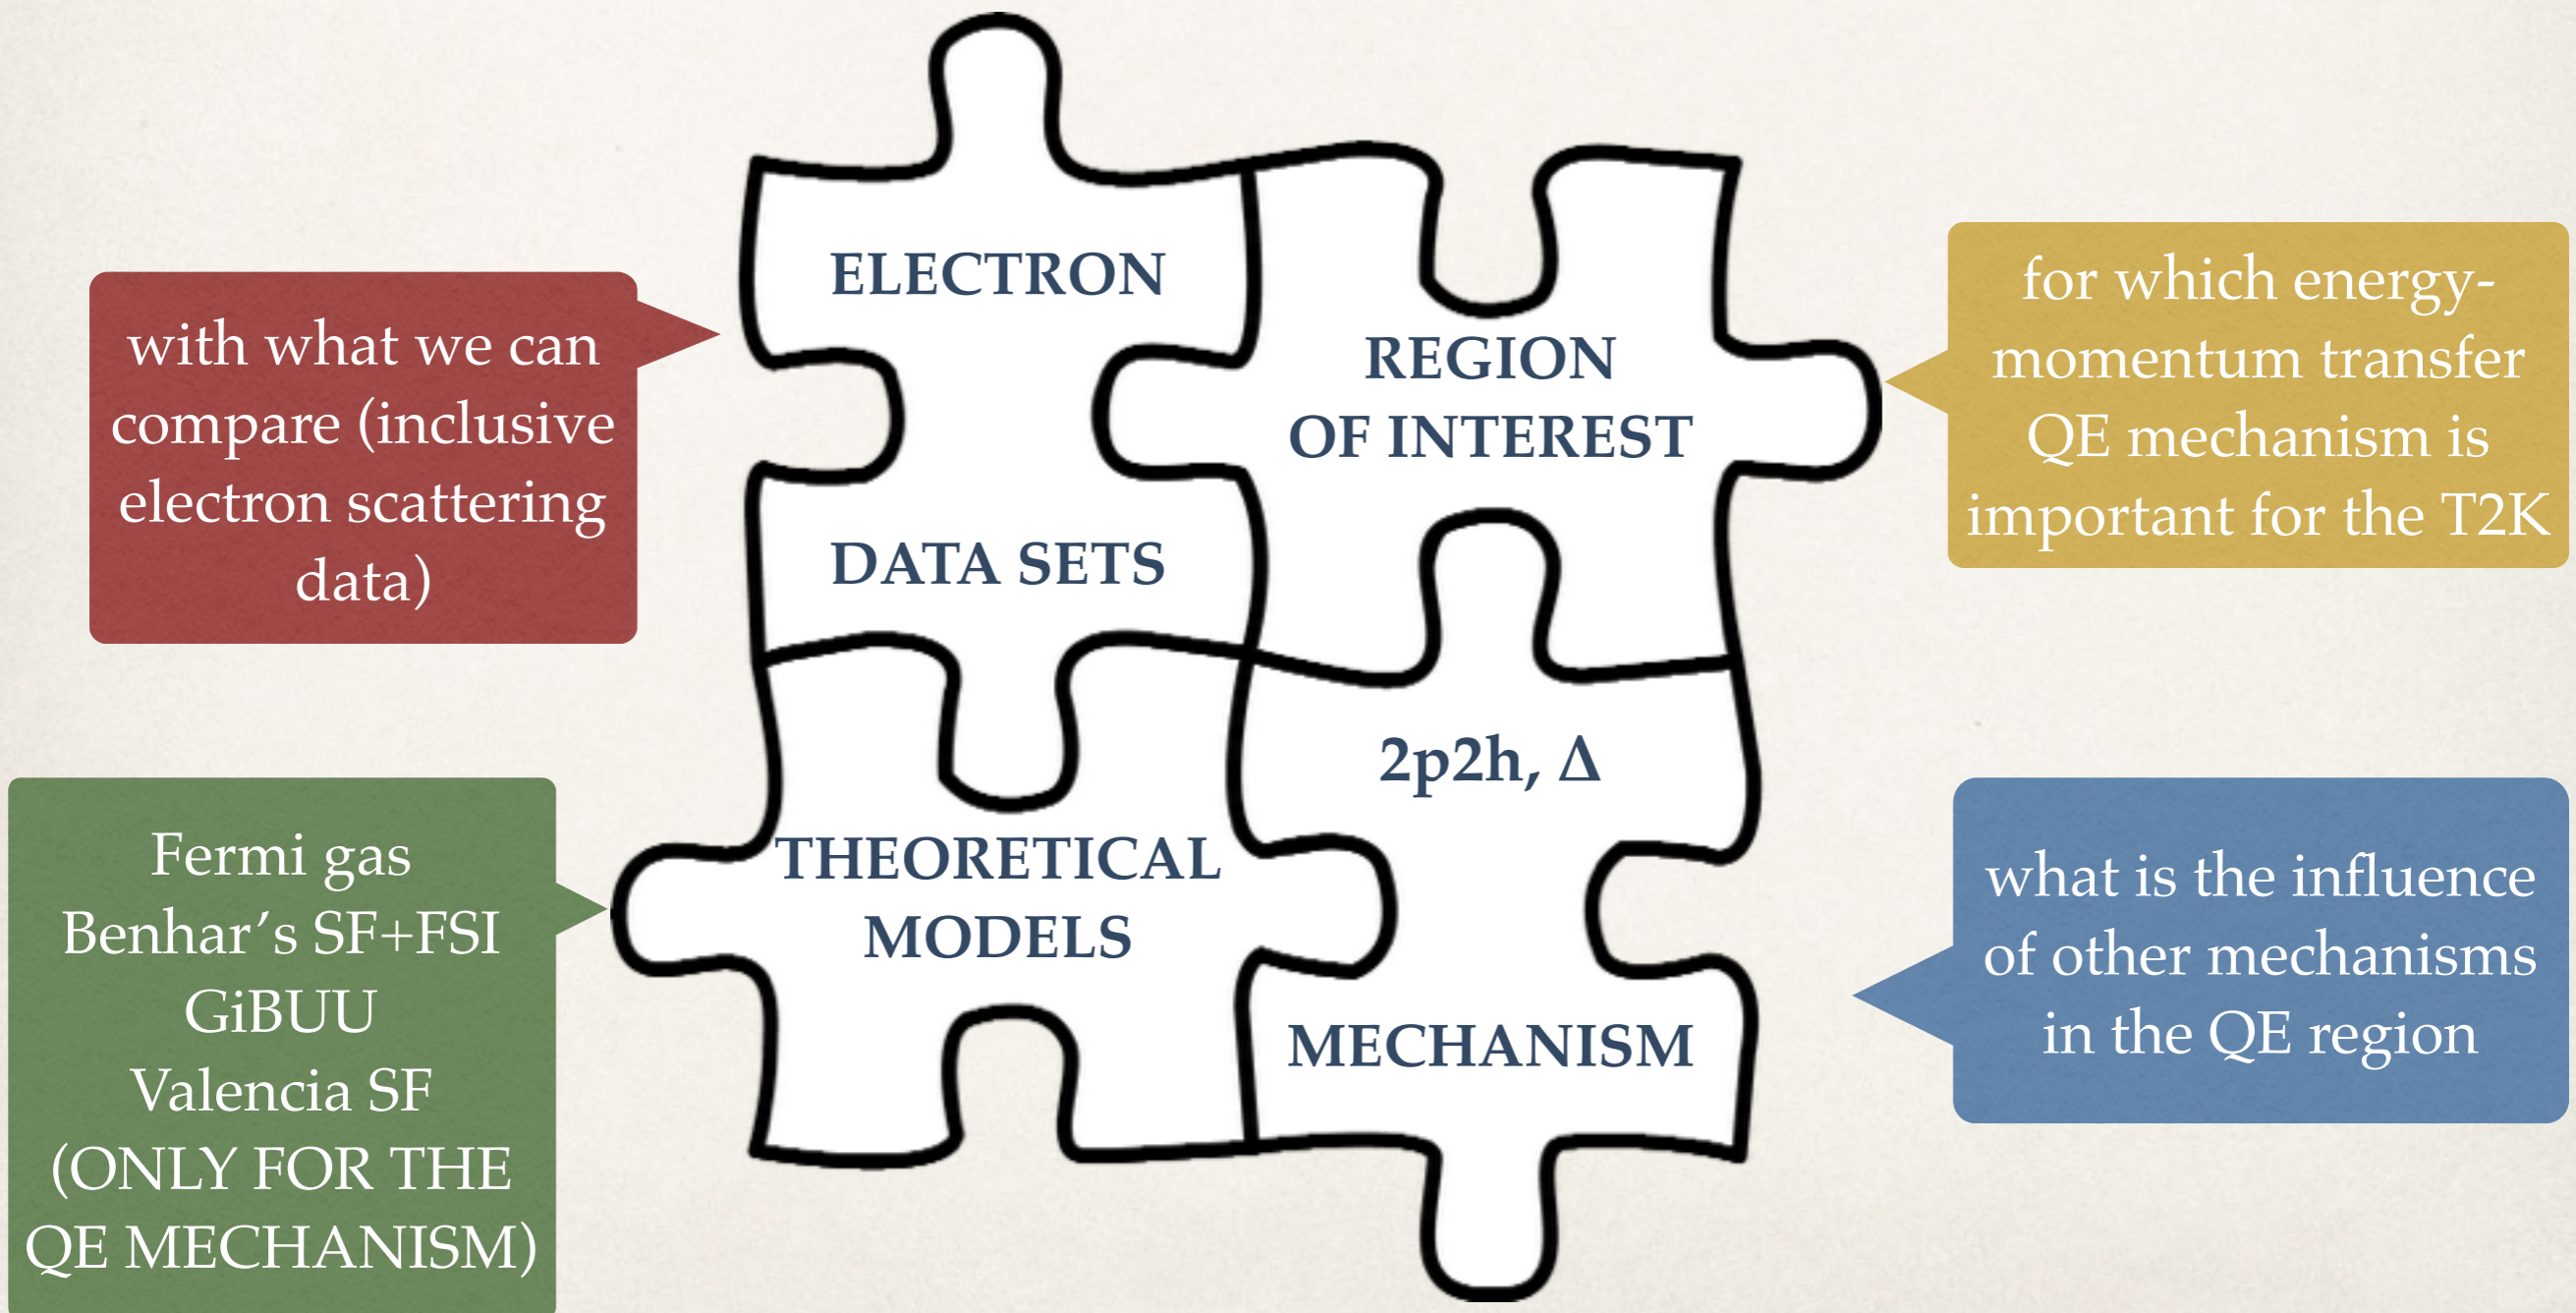 ELECTRON
DATA SETS
REGION
OF INTEREST
THEORETICAL
MODELS
2p2h, Δ
MECHANISM
with what we can
compare (inclusive
electron scattering
data)
for which energy-
momentum transfer
QE mechanism is
important for the T2K
Fermi gas
Benhar’s SF+FSI
GiBUU
Valencia SF
(ONLY FOR THE
QE MECHANISM)
what is the influence
of other mechanisms
in the QE region